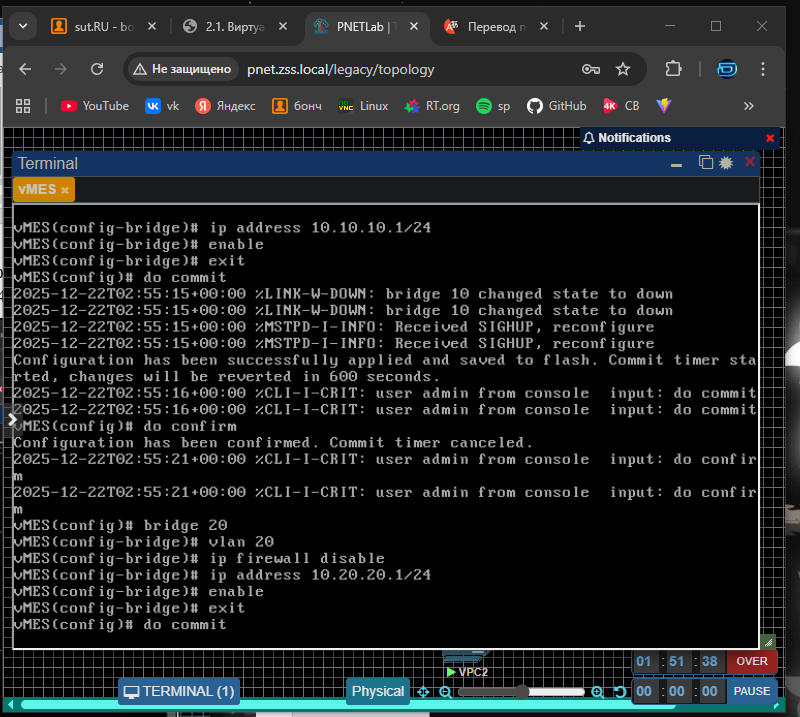 sut.RU - bo
2.1. Виртуа
PNETLab | T
Перевод п
Не защищено
pnet.zss.local/legacy/topology
YouTube
vk
Яндекс
бонч
Linux
RT.org
sp
GitHub
СВ
Notifications
Terminal
vMES
vMES(config-bridge)# ip address 10.10.10.1/24
vMES(config-bridge)# enable
vMES(config-bridge)# exit
vMES(config)# do commit
2025-12-22T02:55:15+00:00 %LINK-W-DOWN: bridge 10 changed state to down
2025-12-22T02:55:15+00:00 %LINK-W-DOWN: bridge 10 changed state to down
2025-12-22T02:55:15+00:00 %MSTPD-I-INFO: Received SIGHUP, reconfigure
2025-12-22T02:55:15+00:00 %MSTPD-I-INFO: Received SIGHUP, reconfigure
Configuration has been successfully applied and saved to flash. Commit timer sta
rted, changes will be reverted in 600 seconds.
2025-12-22T02:55:16+00:00 %CLI-I-CRIT: user admin from console  input: do commit
2025-12-22T02:55:16+00:00 %CLI-I-CRIT: user admin from console  input: do commit
vMES(config)# do confirm
Configuration has been confirmed. Commit timer canceled.
2025-12-22T02:55:21+00:00 %CLI-I-CRIT: user admin from console  input: do confir
m
2025-12-22T02:55:21+00:00 %CLI-I-CRIT: user admin from console  input: do confir
m
vMES(config)# bridge 20
vMES(config-bridge)# vlan 20
vMES(config-bridge)# ip firewall disable
vMES(config-bridge)# ip address 10.20.20.1/24
vMES(config-bridge)# enable
vMES(config-bridge)# exit
vMES(config)# do commit
VPC2
01 : 51 : 38 OVER
TERMINAL (1)
Physical
00 : 00 : 00 PAUSE